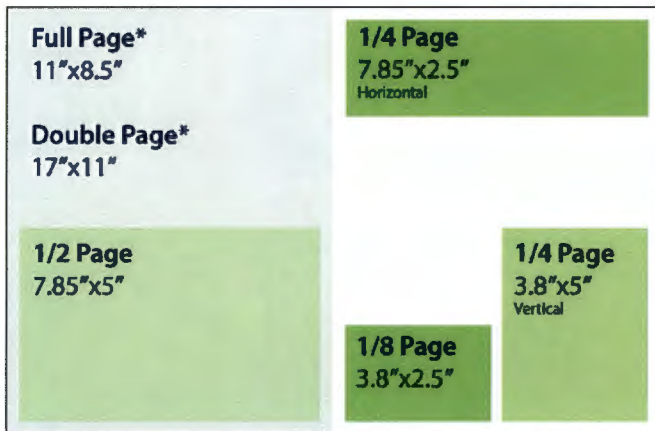 Full Page*
11"x8.5"
Double Page*
17"x11"
1/2 Page
7.85"x5"
1/4 Page
7.85"x2.5"
Horizontal
1/4 Page
3.8"x5"
Vertical
1/8 Page
3.8"x2.5"